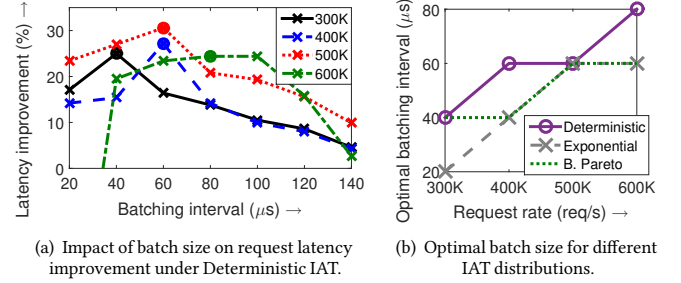 Latency improvement (%) →
35
30
20
10
0
20
40
60
80
100
120
140
Batching interval (μs) →
300K
400K
500K
600K
(a) Impact of batch size on request latency
improvement under Deterministic IAT.
Optimal batching interval (μs) →
80
60
40
20
300K
400K
500K
600K
Request rate (req/s) →
Deterministic
Exponential
B. Pareto
(b) Optimal batch size for different
IAT distributions.